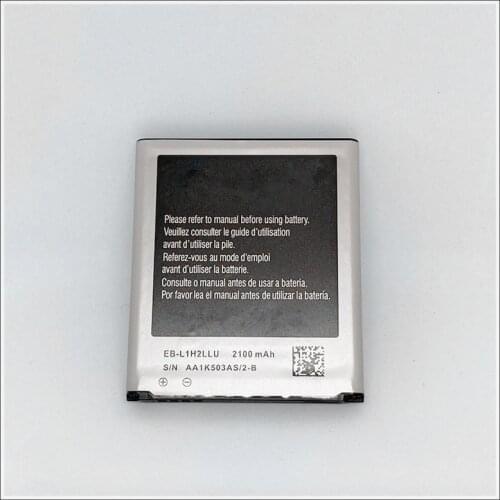 Please refer to manual before using battery.
Veuillez consulter le guide d'utilisation
avant d'utiliser la pile.
Referez-vous au mode d'emploi
avant d'utiliser la batterie.
Consulte o manual antes de usar a bateria.
Por favor lea el manual antes de utilizar la batería.
EB-L1H2LLU 2100 mAh
S/N AA1K503AS/2-B
⊕ ⊖